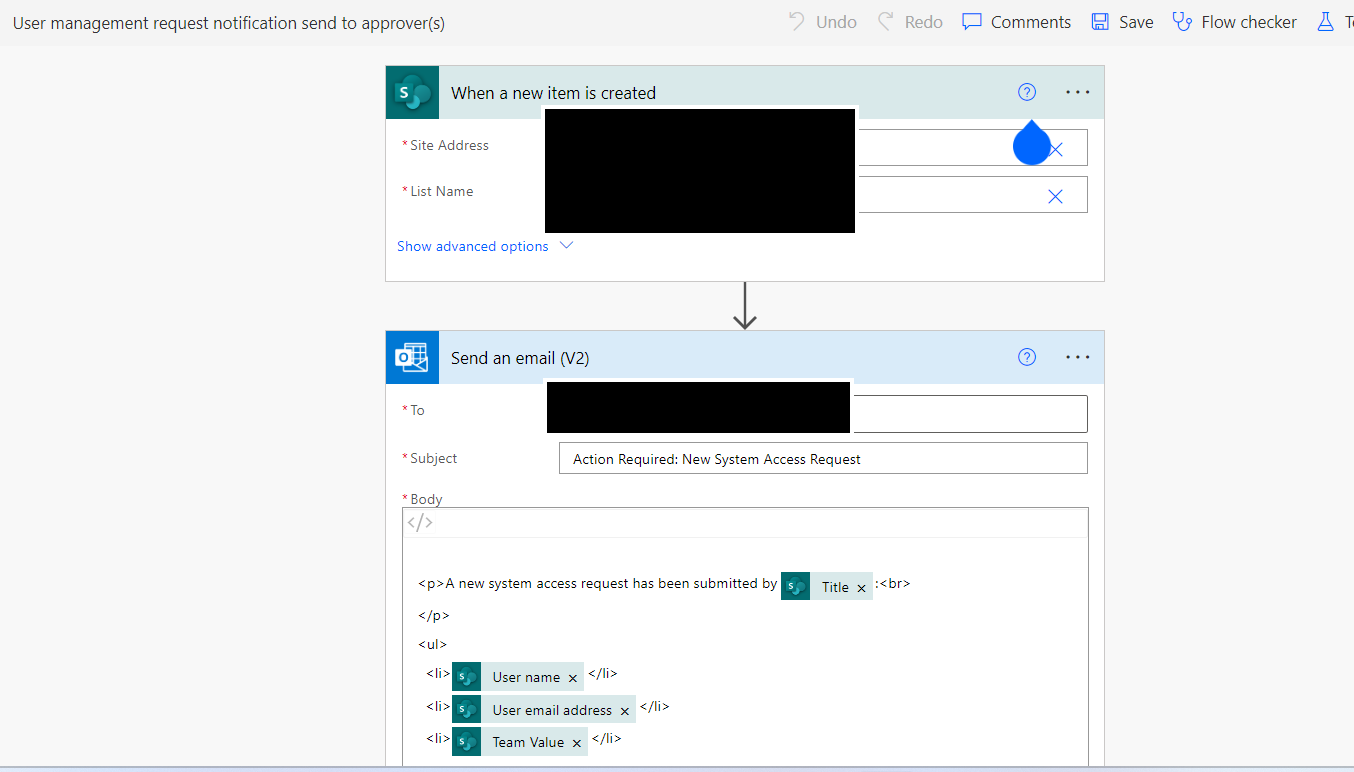 User management request notification send to approver(s)
Undo Redo Comments Save Flow checker
When a new item is created
* Site Address
* List Name
Show advanced options
Send an email (V2)
* To
* Subject
Action Required: New System Access Request
* Body
</>
<p>A new system access request has been submitted by Title × :<br>
</p>
<ul>
<li> User name × </li>
<li> User email address × </li>
<li> Team Value × </li>